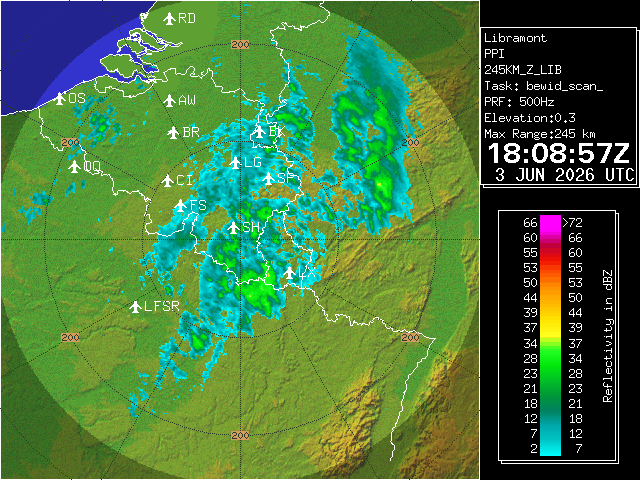 RD
200
OS
AW
BR
BK
200
200
QQ
LG
CI
SP
FS
SH
LX
LFSR
200
200
200
Libramont
PPI
245KM_Z_LIB
Task: bewid_scan_
PRF: 500Hz
Elevation:0.3
Max Range:245 km
18:08:57Z
3 JUN 2026 UTC
66 >72
60 66
55 60
53 55
50 53
44 50
39 44
37 39
34 37
28 34
23 28
21 23
18 21
12 18
7 12
2 7
Reflectivity in dBZ